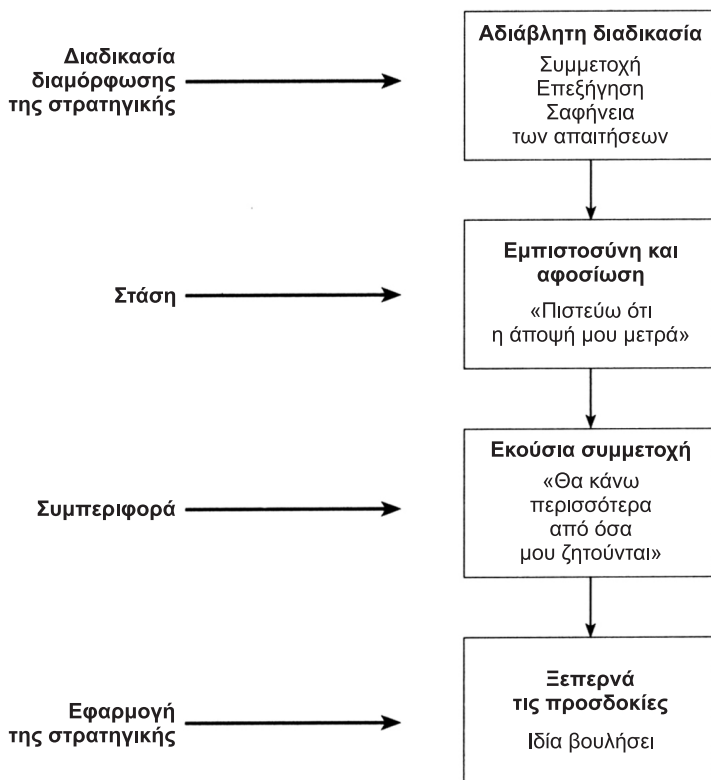 Διαδικασία
διαμόρφωσης
της στρατηγικής
Αδιάβλητη διαδικασία
Συμμετοχή
Επεξήγηση
Σαφήνεια
των απαιτήσεων
Στάση
Εμπιστοσύνη και
αφοσίωση
«Πιστεύω ότι
η άποψή μου μετρά»
Συμπεριφορά
Εκούσια συμμετοχή
«Θα κάνω
περισσότερα
από όσα
μου ζητούνται»
Εφαρμογή
της στρατηγικής
Ξεπερνά
τις προσδοκίες
Ιδία βουλήσει